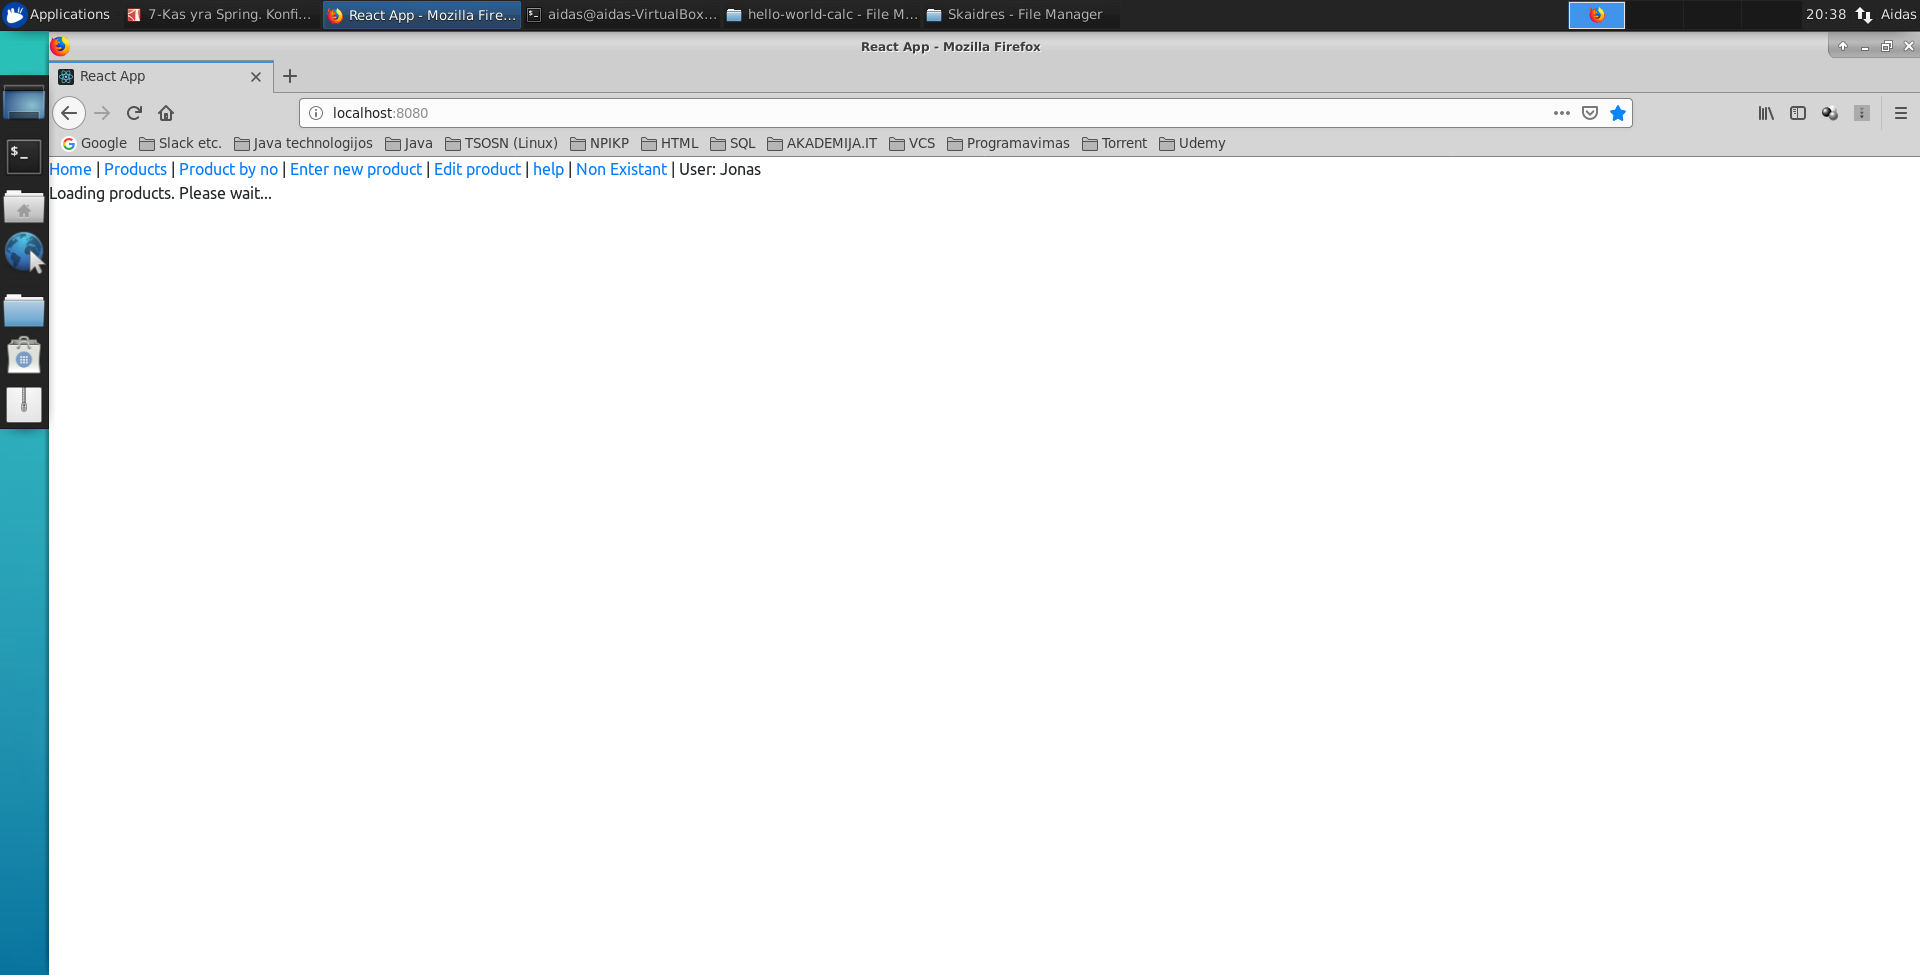 Applications 7-Kas yra Spring. Konfi... React App - Mozilla Fire... aidas@aidas-VirtualBox... hello-world-calc - File M... Skaidres - File Manager 20:38 Aidas
React App - Mozilla Firefox
React App
localhost:8080
Google Slack etc. Java technologijos Java TSOSN (Linux) NPIKP HTML SQL AKADEMIJA.IT VCS Programavimas Torrent Udemy
Home | Products | Product by no | Enter new product | Edit product | help | Non Existant | User: Jonas
Loading products. Please wait...